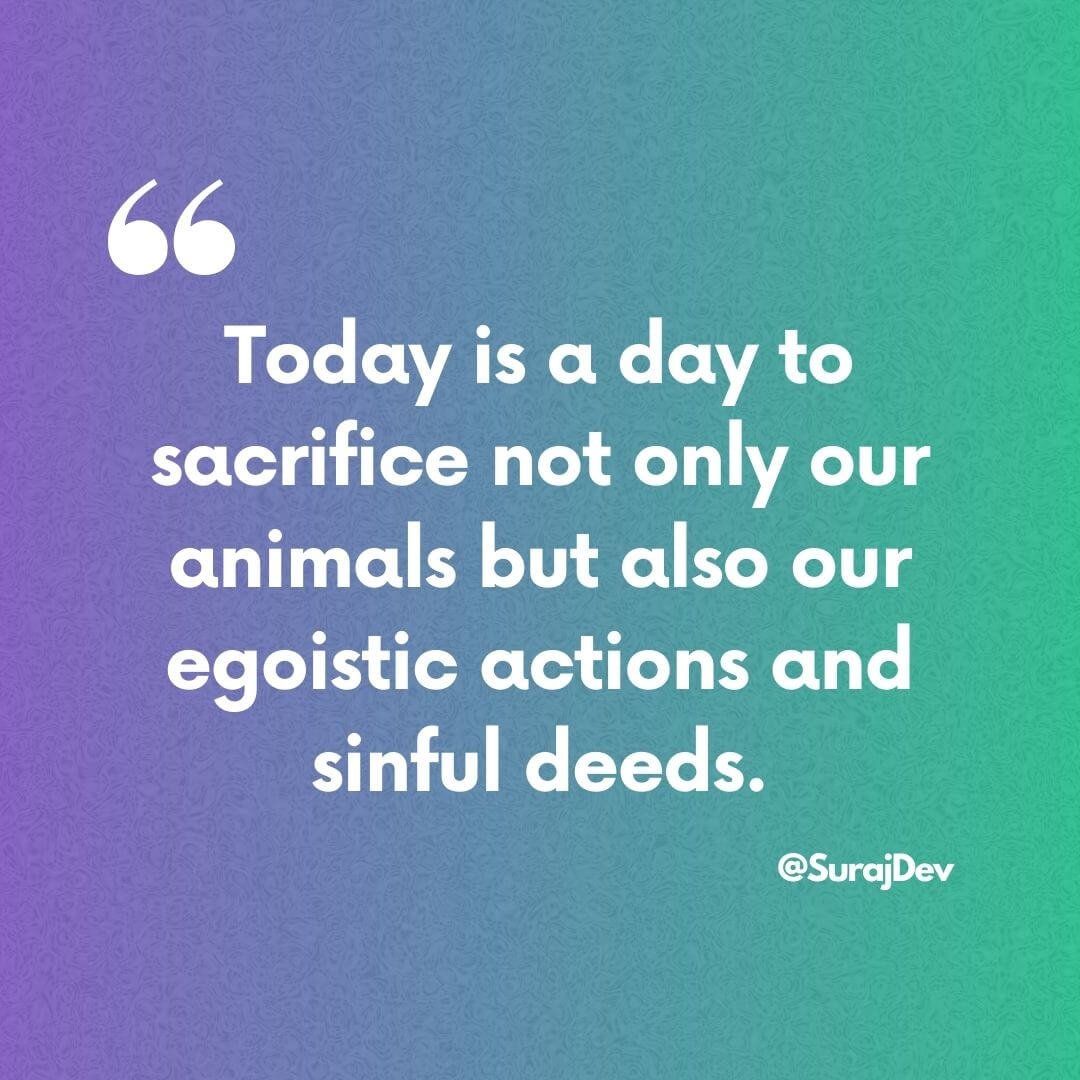 “
Today is a day to
sacrifice not only our
animals but also our
egoistic actions and
sinful deeds.
@SurajDev